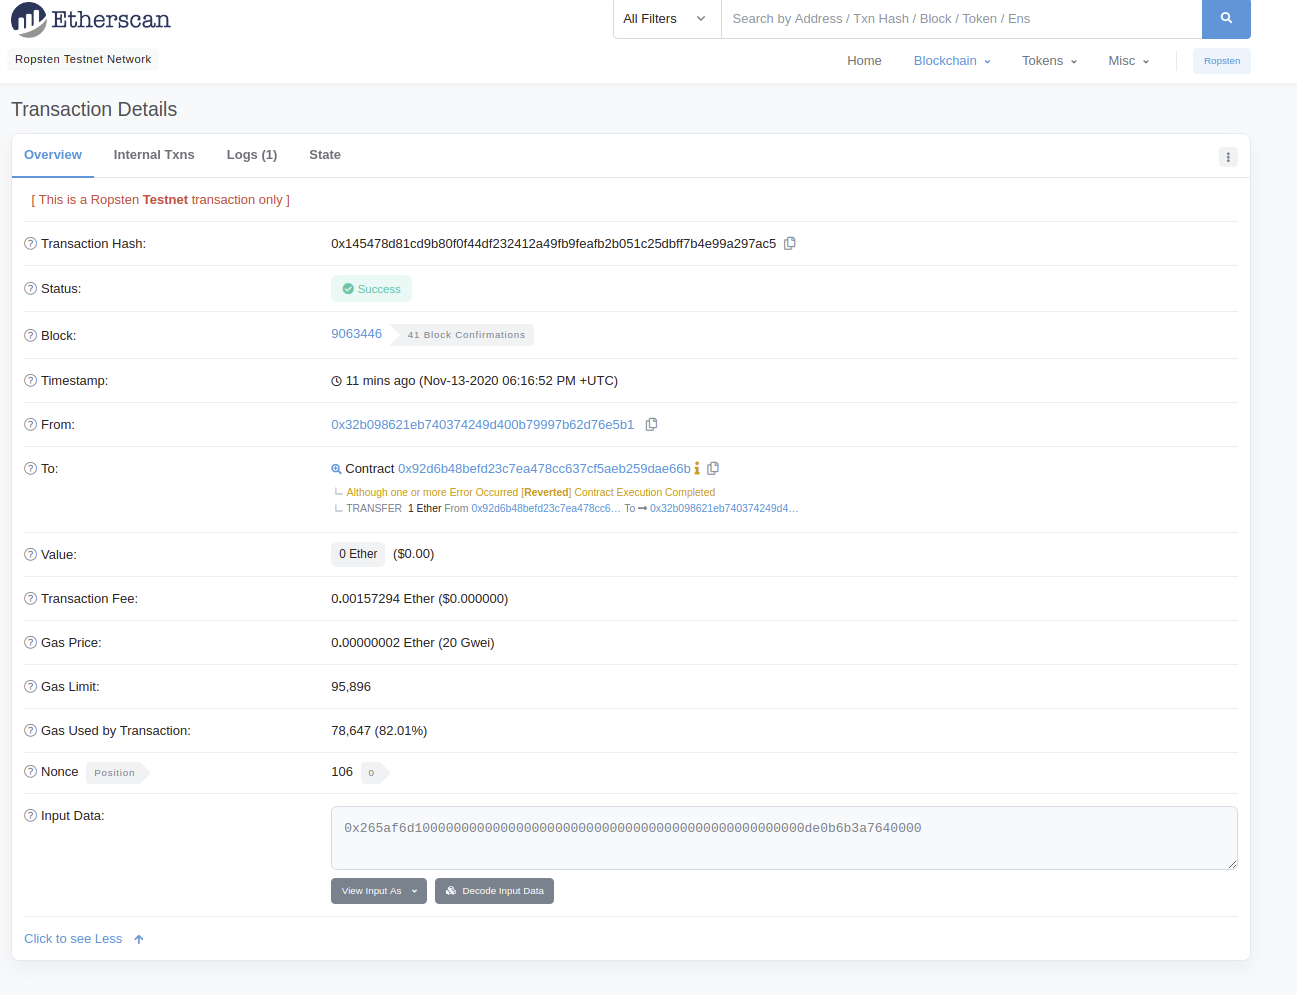 Etherscan
All Filters
Search by Address / Txn Hash / Block / Token / Ens
Ropsten Testnet Network
Home Blockchain Tokens Misc Ropsten
Transaction Details
Overview Internal Txns Logs (1) State
[ This is a Ropsten Testnet transaction only ]
Transaction Hash: 0x145478d81cd9b80f0f44df232412a49fb9feafb2b051c25dbff7b4e99a297ac5
Status: Success
Block: 9063446 41 Block Confirmations
Timestamp: 11 mins ago (Nov-13-2020 06:16:52 PM +UTC)
From: 0x32b098621eb740374249d400b79997b62d76e5b1
To: Contract 0x92d6b48befd23c7ea478cc637cf5aeb259dae66b
Although one or more Error Occurred [Reverted] Contract Execution Completed
TRANSFER 1 Ether From 0x92d6b48befd23c7ea478cc6... To 0x32b098621eb740374249d4...
Value: 0 Ether ($0.00)
Transaction Fee: 0.00157294 Ether ($0.000000)
Gas Price: 0.00000002 Ether (20 Gwei)
Gas Limit: 95,896
Gas Used by Transaction: 78,647 (82.01%)
Nonce Position 106 0
Input Data: 0x265af6d10000000000000000000000000000000000000000000000000de0b6b3a7640000
View Input As Decode Input Data
Click to see Less